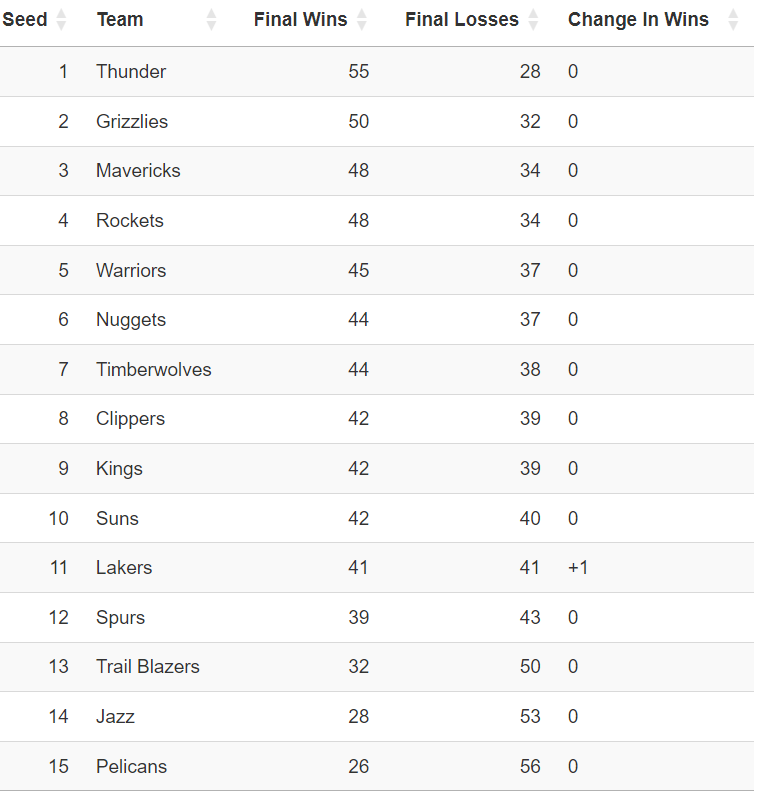 Seed Team Final Wins Final Losses Change In Wins
1 Thunder 55 28 0
2 Grizzlies 50 32 0
3 Mavericks 48 34 0
4 Rockets 48 34 0
5 Warriors 45 37 0
6 Nuggets 44 37 0
7 Timberwolves 44 38 0
8 Clippers 42 39 0
9 Kings 42 39 0
10 Suns 42 40 0
11 Lakers 41 41 +1
12 Spurs 39 43 0
13 Trail Blazers 32 50 0
14 Jazz 28 53 0
15 Pelicans 26 56 0